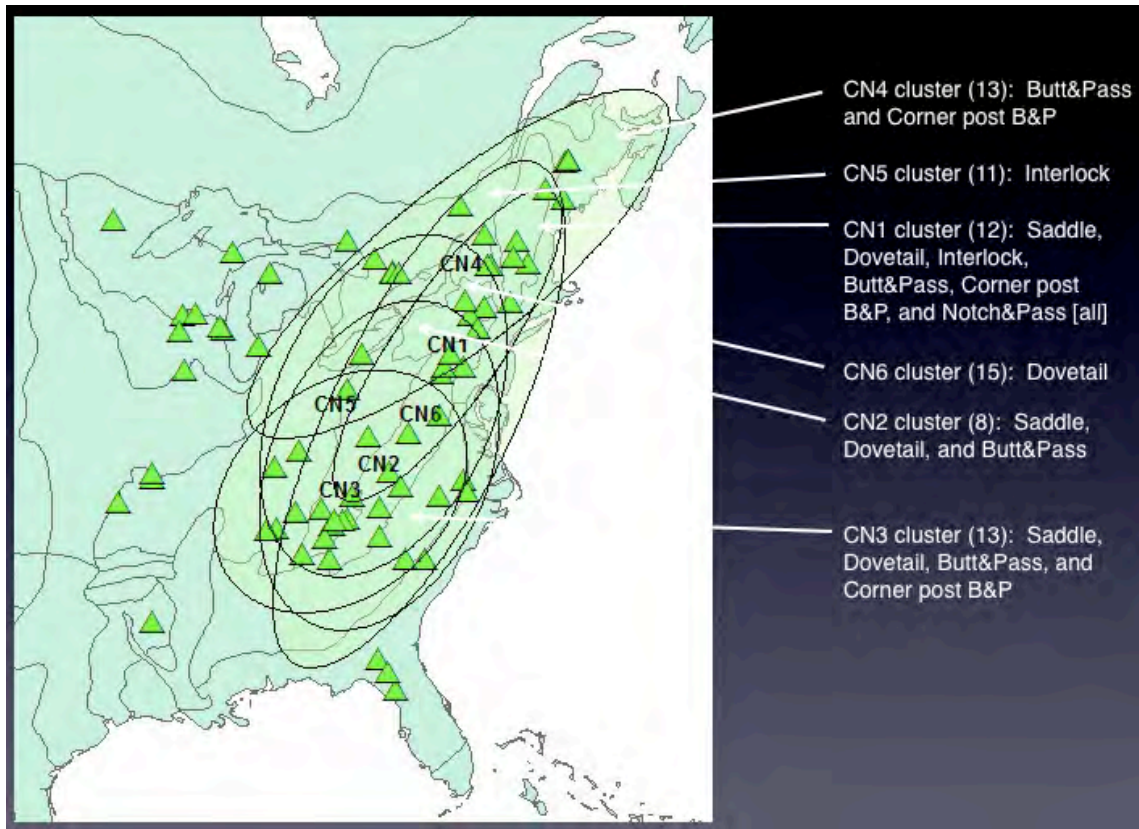 CN4
CN1
CN5
CN6
CN2
CN3
CN4 cluster (13): Butt&Pass
and Corner post B&P
CN5 cluster (11): Interlock
CN1 cluster (12): Saddle,
Dovetail, Interlock,
Butt&Pass, Corner post
B&P, and Notch&Pass [all]
CN6 cluster (15): Dovetail
CN2 cluster (8): Saddle,
Dovetail, and Butt&Pass
CN3 cluster (13): Saddle,
Dovetail, Butt&Pass, and
Corner post B&P